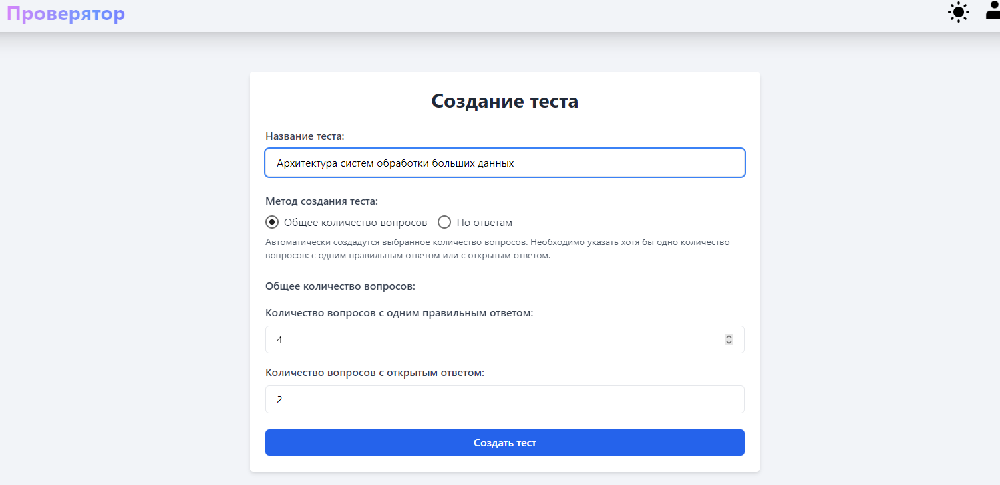 Проверятор
Создание теста
Название теста:
Архитектура систем обработки больших данных
Метод создания теста:
Общее количество вопросов По ответам
Автоматически создадутся выбранное количество вопросов. Необходимо указать хотя бы одно количество
вопросов: с одним правильным ответом или с открытым ответом.
Общее количество вопросов:
Количество вопросов с одним правильным ответом:
4
Количество вопросов с открытым ответом:
2
Создать тест